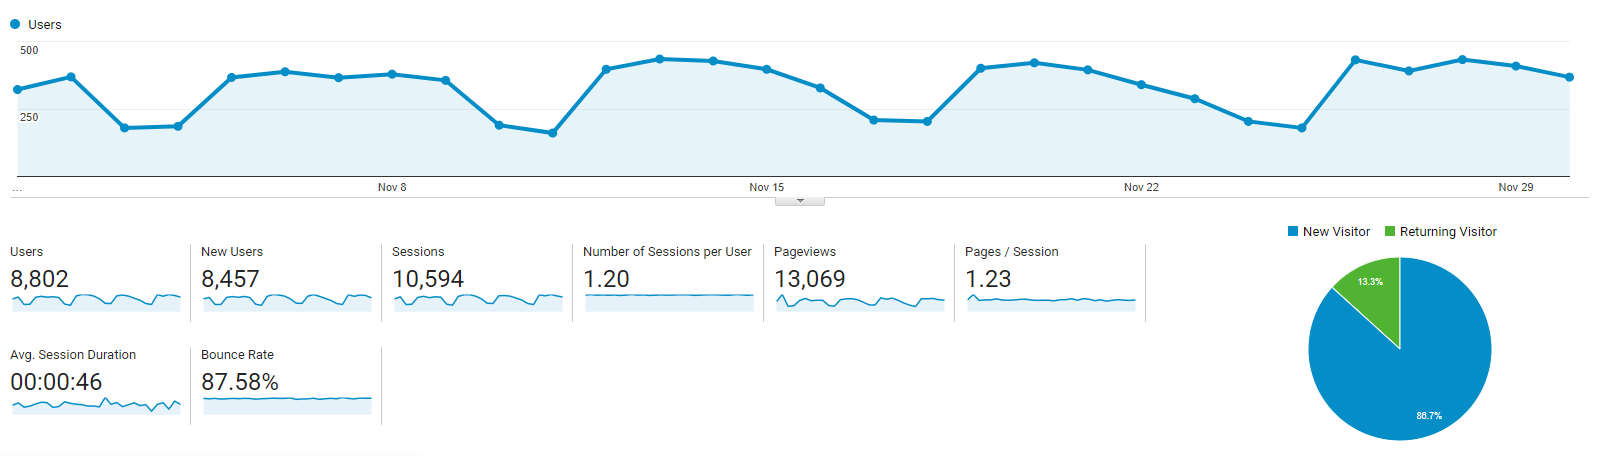 Users
500
250
...
Nov 8
Nov 15
Nov 22
Nov 29
New Visitor
Returning Visitor
Users
8,802
New Users
8,457
Sessions
10,594
Number of Sessions per User
1.20
Pageviews
13,069
Pages / Session
1.23
Avg. Session Duration
00:00:46
Bounce Rate
87.58%
13.3%
86.7%